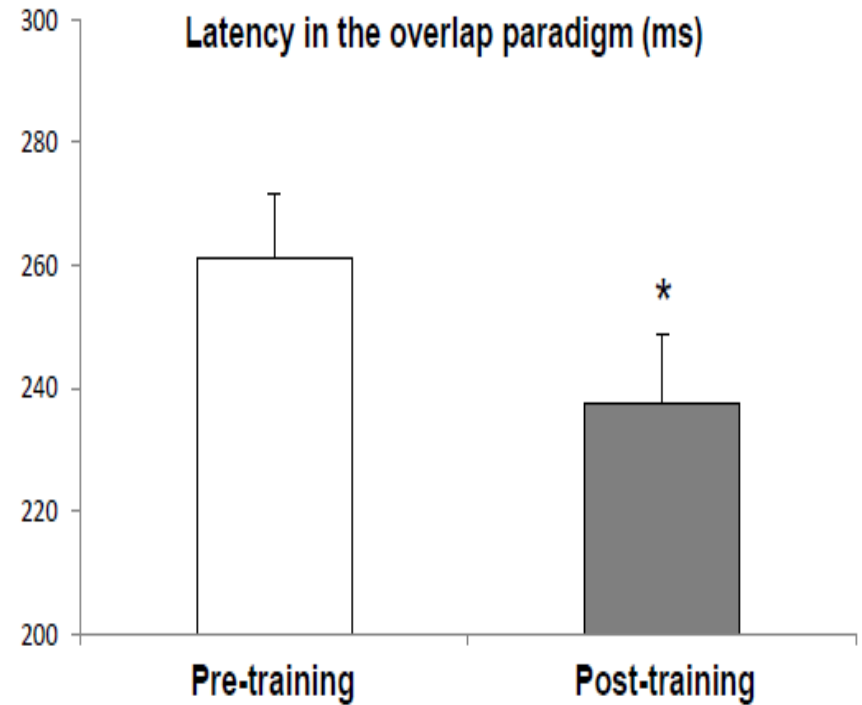 Latency in the overlap paradigm (ms)
300
280
260
240
220
200
*
Pre-training
Post-training